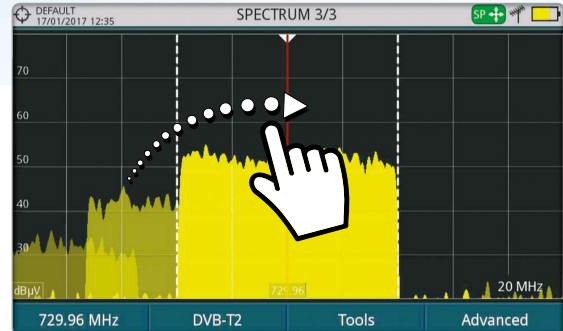 DEFAULT
17/01/2017 12:35
SPECTRUM 3/3
SP
70
60
50
40
30
dBµV
729.96
20 MHz
729.96 MHz
DVB-T2
Tools
Advanced